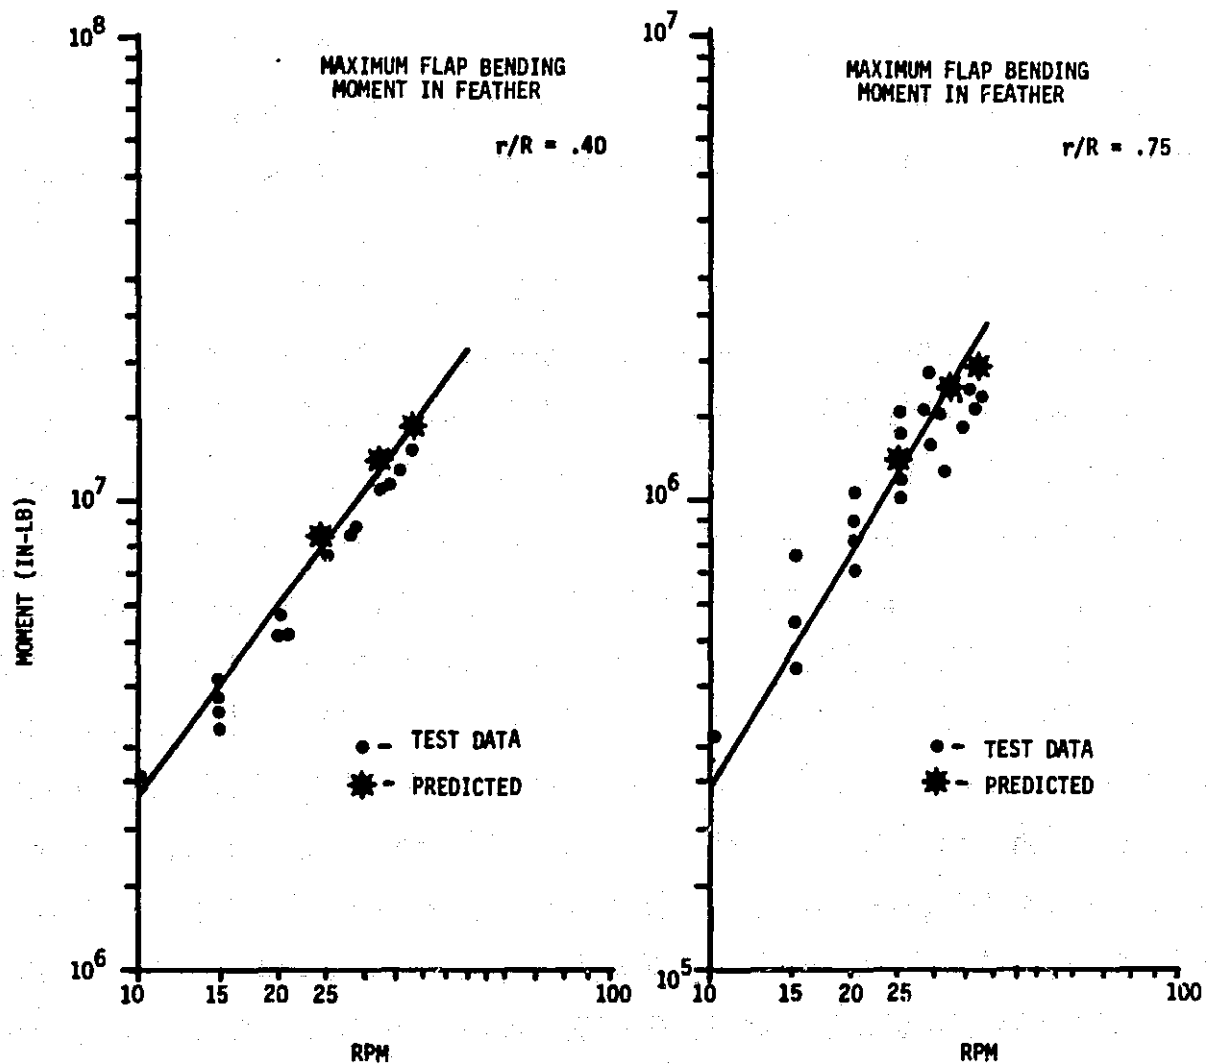 MAXIMUM FLAP BENDING
MOMENT IN FEATHER
r/R = .40
10^8
10^7
10^6
MOMENT (IN-LB)
● - TEST DATA
✸ - PREDICTED
10 15 20 25 100
RPM
MAXIMUM FLAP BENDING
MOMENT IN FEATHER
r/R = .75
10^7
10^6
10^5
● - TEST DATA
✸ - PREDICTED
10 15 20 25 100
RPM